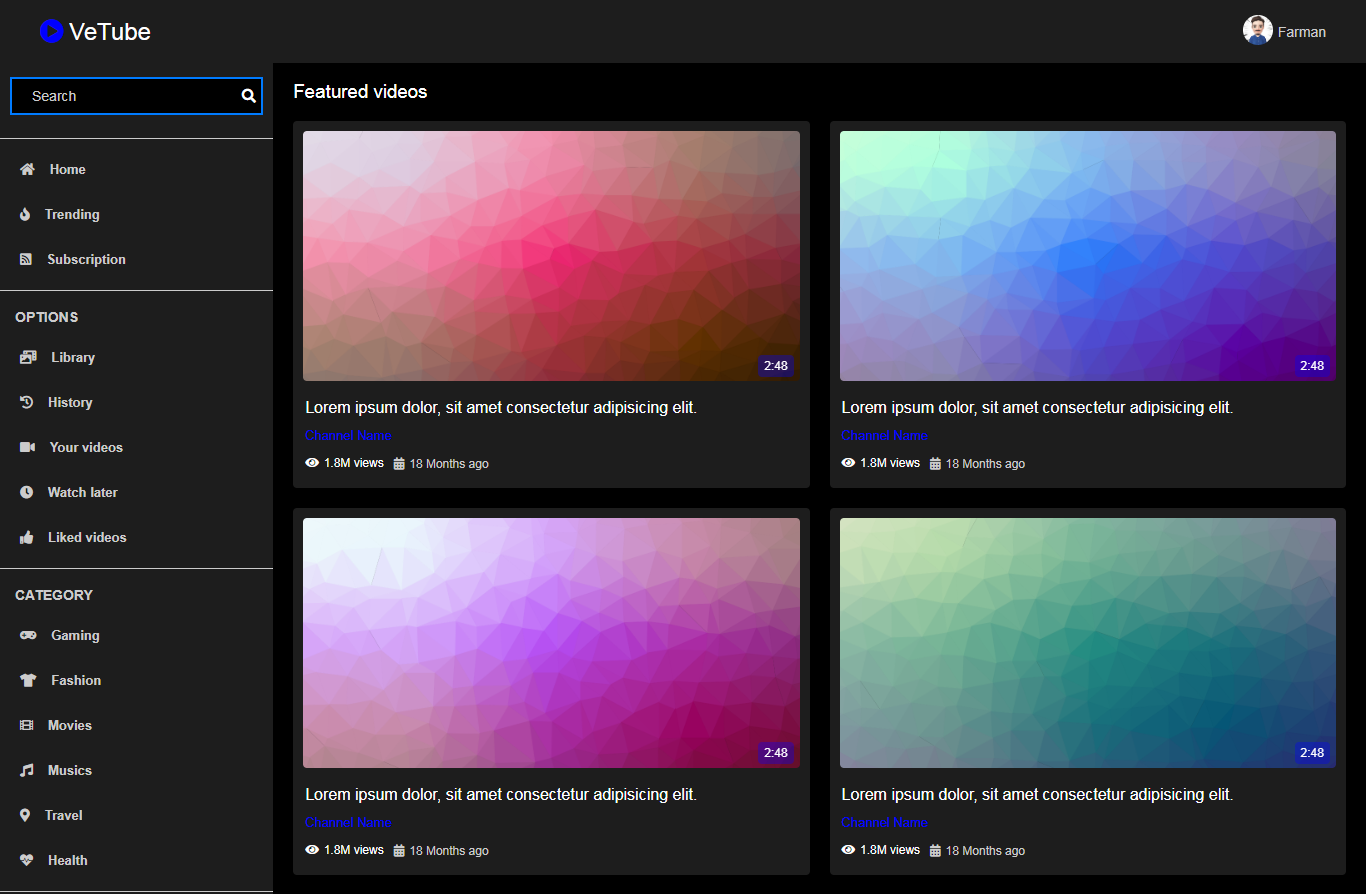 VeTube
Farman
Search
Home
Trending
Subscription
OPTIONS
Library
History
Your videos
Watch later
Liked videos
CATEGORY
Gaming
Fashion
Movies
Musics
Travel
Health
Featured videos
2:48
Lorem ipsum dolor, sit amet consectetur adipisicing elit.
Channel Name
1.8M views 18 Months ago
2:48
Lorem ipsum dolor, sit amet consectetur adipisicing elit.
Channel Name
1.8M views 18 Months ago
2:48
Lorem ipsum dolor, sit amet consectetur adipisicing elit.
Channel Name
1.8M views 18 Months ago
2:48
Lorem ipsum dolor, sit amet consectetur adipisicing elit.
Channel Name
1.8M views 18 Months ago